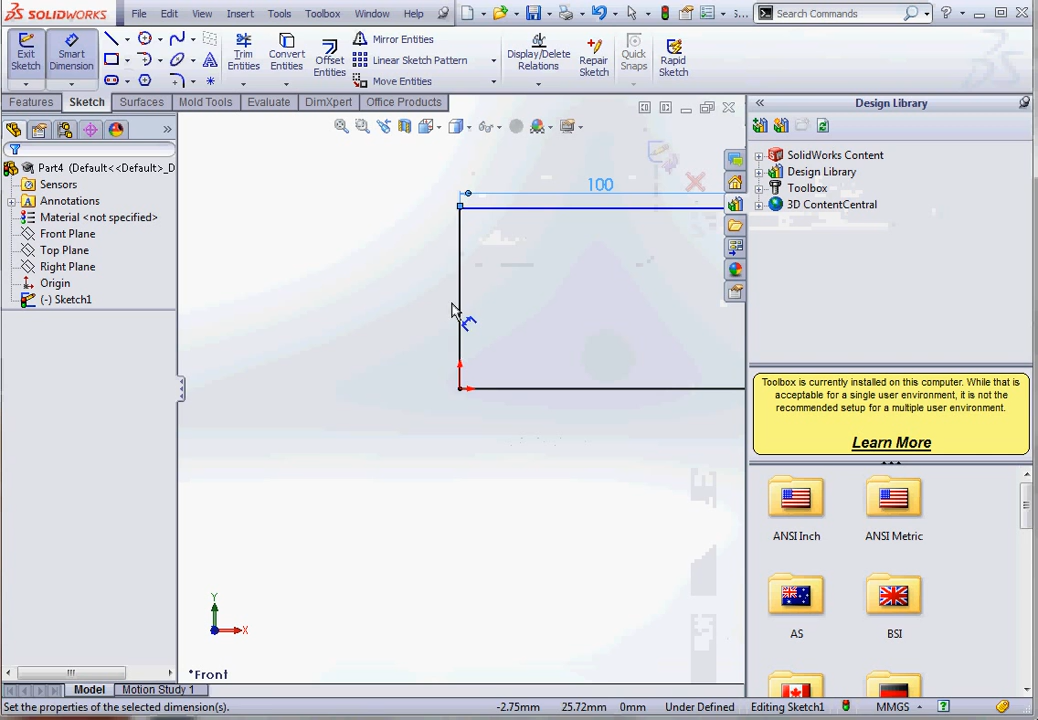 SOLIDWORKS File Edit View Insert Tools Toolbox Window Help S... Search Commands
Exit Sketch
Smart Dimension
Trim Entities
Convert Entities
Offset Entities
Mirror Entities
Linear Sketch Pattern
Move Entities
Display/Delete Relations
Repair Sketch
Quick Snaps
Rapid Sketch
Features Sketch Surfaces Mold Tools Evaluate DimXpert Office Products
Design Library
Part4 (Default<<Default>_D
Sensors
Annotations
Material <not specified>
Front Plane
Top Plane
Right Plane
Origin
(-) Sketch1
100
SolidWorks Content
Design Library
Toolbox
3D ContentCentral
Toolbox is currently installed on this computer. While that is
acceptable for a single user environment, it is not the
recommended setup for a multiple user environment.
Learn More
ANSI Inch ANSI Metric
AS BSI
Y
X
*Front
Model Motion Study 1
Set the properties of the selected dimension(s). -2.75mm 25.72mm 0mm Under Defined Editing Sketch1 MMGS